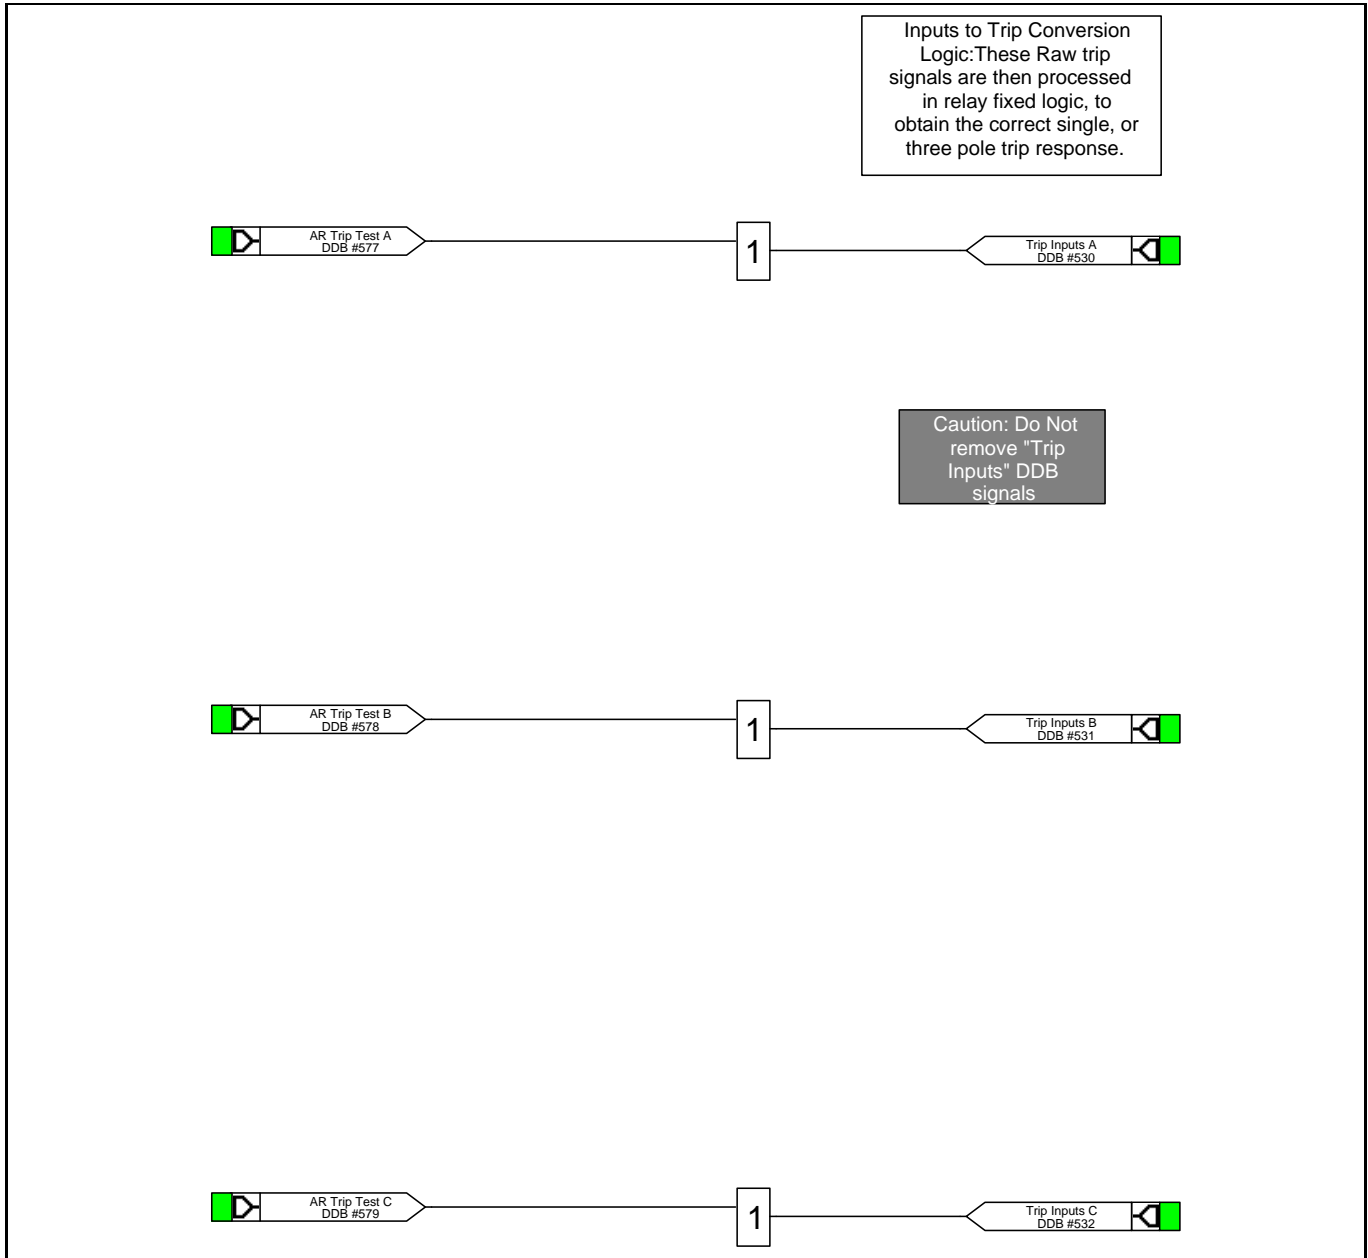 Inputs to Trip Conversion
Logic:These Raw trip
signals are then processed
in relay fixed logic, to
obtain the correct single, or
three pole trip response.
AR Trip Test A
DDB #577
1
Trip Inputs A
DDB #530
Caution: Do Not
remove "Trip
Inputs" DDB
signals
AR Trip Test B
DDB #578
1
Trip Inputs B
DDB #531
AR Trip Test C
DDB #579
1
Trip Inputs C
DDB #532